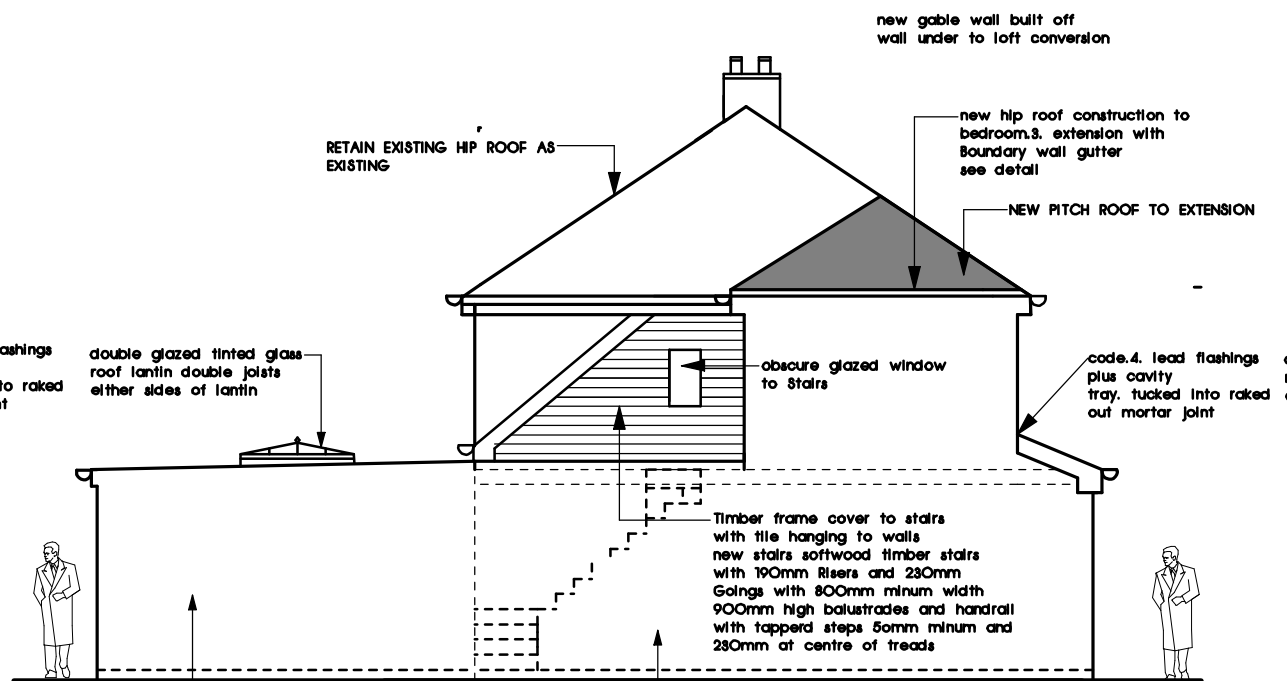 new gable wall built off
wall under to loft conversion
new hip roof construction to
bedroom.3. extension with
Boundary wall gutter
see detail
RETAIN EXISTING HIP ROOF AS
EXISTING
NEW PITCH ROOF TO EXTENSION
ashings
to raked
double glazed tinted glass
roof lantin double joists
either sides of lantin
obscure glazed window
to Stairs
code.4. lead flashings
plus cavity
tray. tucked into raked
out mortar joint
Timber frame cover to stairs
with tile hanging to walls
new stairs softwood timber stairs
with 190mm Risers and 230mm
Goings with 800mm minum width
900mm high balustrades and handrail
with tapperd steps 50mm minum and
230mm at centre of treads